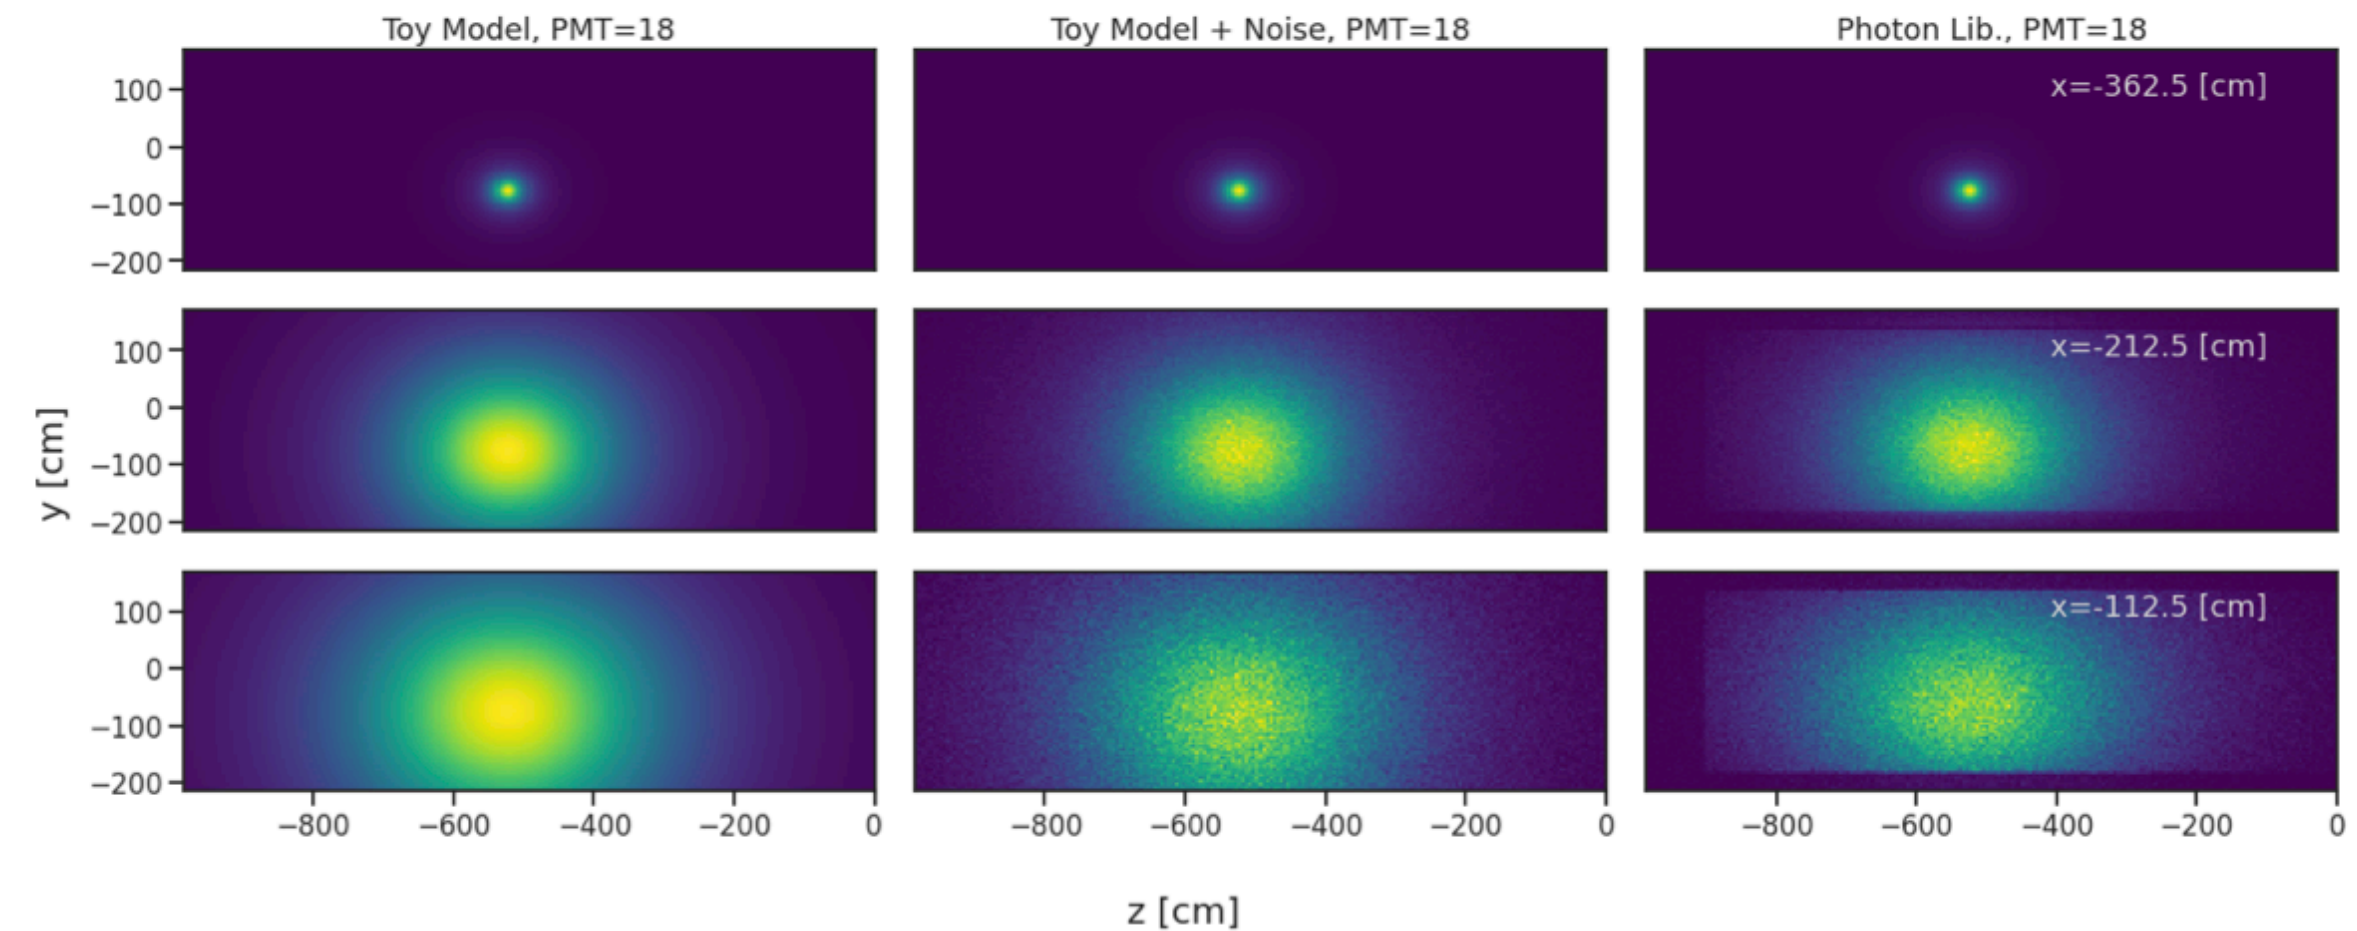 Toy Model, PMT=18
Toy Model + Noise, PMT=18
Photon Lib., PMT=18
100
0
−100
−200
x=-362.5 [cm]
100
0
−100
−200
x=-212.5 [cm]
100
0
−100
−200
x=-112.5 [cm]
y [cm]
−800 −600 −400 −200 0
−800 −600 −400 −200 0
−800 −600 −400 −200 0
z [cm]